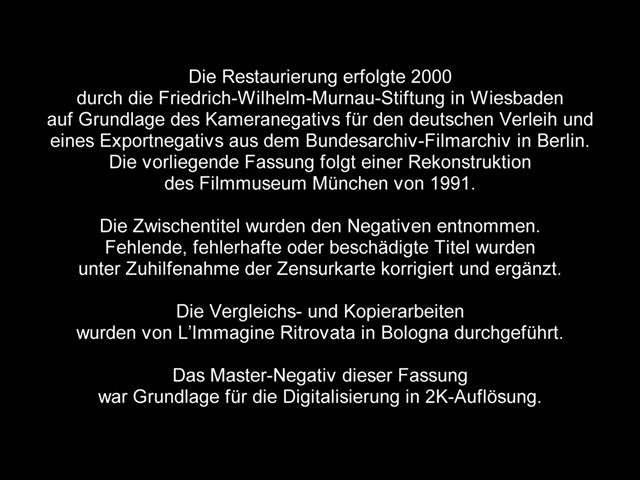 Die Restaurierung erfolgte 2000
durch die Friedrich-Wilhelm-Murnau-Stiftung in Wiesbaden
auf Grundlage des Kameranegativs für den deutschen Verleih und
eines Exportnegativs aus dem Bundesarchiv-Filmarchiv in Berlin.
Die vorliegende Fassung folgt einer Rekonstruktion
des Filmmuseum München von 1991.
Die Zwischentitel wurden den Negativen entnommen.
Fehlende, fehlerhafte oder beschädigte Titel wurden
unter Zuhilfenahme der Zensurkarte korrigiert und ergänzt.
Die Vergleichs- und Kopierarbeiten
wurden von L’Immagine Ritrovata in Bologna durchgeführt.
Das Master-Negativ dieser Fassung
war Grundlage für die Digitalisierung in 2K-Auflösung.